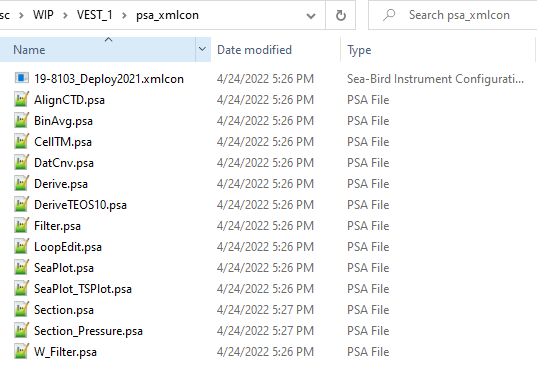 sc > WIP > VEST_1 > psa_xmlcon Search psa_xmlcon
Name Date modified Type
19-8103_Deploy2021.xmlcon 4/24/2022 5:26 PM Sea-Bird Instrument Configurati...
AlignCTD.psa 4/24/2022 5:26 PM PSA File
BinAvg.psa 4/24/2022 5:26 PM PSA File
CellTM.psa 4/24/2022 5:26 PM PSA File
DatCnv.psa 4/24/2022 5:26 PM PSA File
Derive.psa 4/24/2022 5:26 PM PSA File
DeriveTEOS10.psa 4/24/2022 5:26 PM PSA File
Filter.psa 4/24/2022 5:26 PM PSA File
LoopEdit.psa 4/24/2022 5:26 PM PSA File
SeaPlot.psa 4/24/2022 5:26 PM PSA File
SeaPlot_TSPlot.psa 4/24/2022 5:26 PM PSA File
Section.psa 4/24/2022 5:27 PM PSA File
Section_Pressure.psa 4/24/2022 5:27 PM PSA File
W_Filter.psa 4/24/2022 5:26 PM PSA File